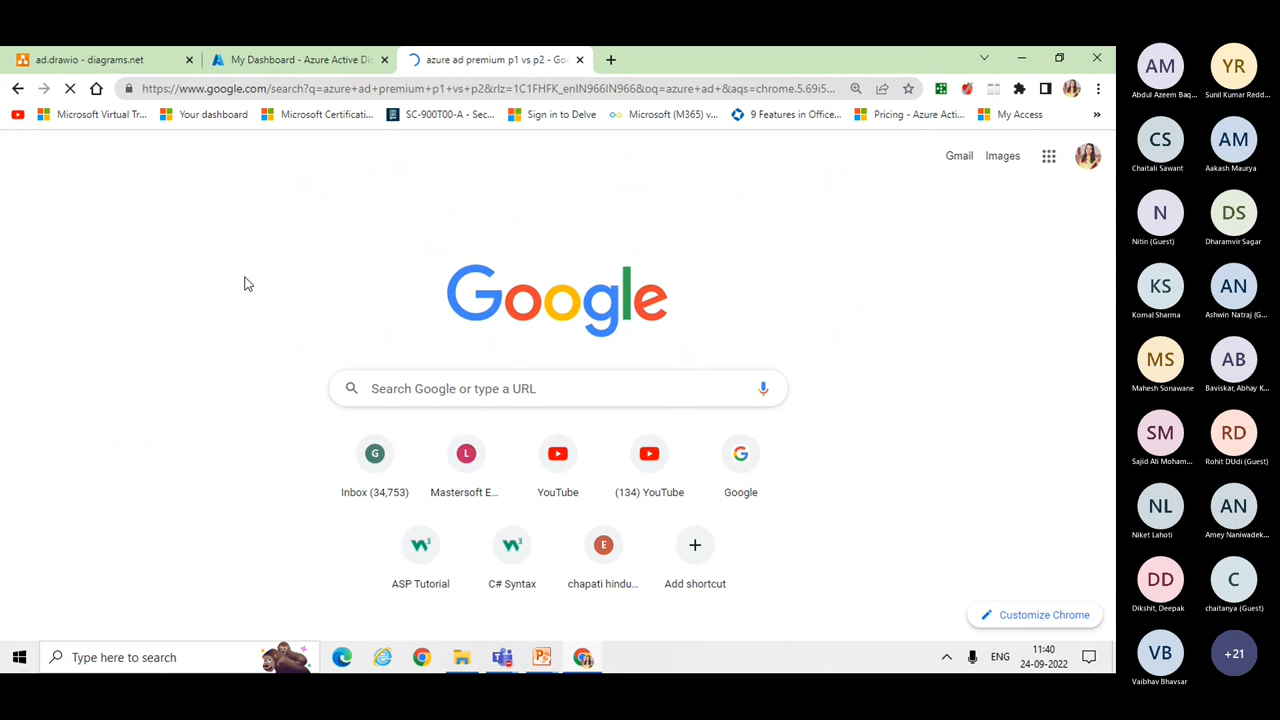 ad.drawio - diagrams.net
My Dashboard - Azure Active Di
azure ad premium p1 vs p2 - Go
https://www.google.com/search?q=azure+ad+premium+p1+vs+p2&rlz=1C1FHFK_enIN966IN966&oq=azure+ad+&aqs=chrome.5.69i5...
Microsoft Virtual Tr...
Your dashboard
Microsoft Certificati...
SC-900T00-A - Sec...
Sign in to Delve
Microsoft (M365) v...
9 Features in Office...
Pricing - Azure Acti...
My Access
»
Gmail
Images
Google
Search Google or type a URL
G
Inbox (34,753)
L
Mastersoft E...
YouTube
(134) YouTube
G
Google
W3
ASP Tutorial
W3
C# Syntax
E
chapati hindu...
Add shortcut
Customize Chrome
Type here to search
ENG
11:40
24-09-2022
AM
Abdul Azeem Baq...
YR
Sunil Kumar Redd...
CS
Chaitali Sawant
AM
Aakash Maurya
N
Nitin (Guest)
DS
Dharamvir Sagar
KS
Komal Sharma
AN
Ashwin Natraj (G...
MS
Mahesh Sonawane
AB
Baviskar, Abhay K...
SM
Sajid Ali Moham...
RD
Rohit DUdi (Guest)
NL
Niket Lahoti
AN
Amey Naniwadek...
DD
Dikshit, Deepak
C
chaitanya (Guest)
VB
Vaibhav Bhavsar
+21